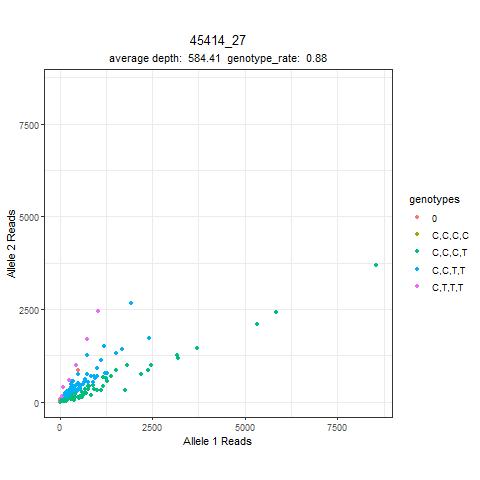 45414_27
average depth:  584.41  genotype_rate:  0.88
Allele 2 Reads
7500
5000
2500
0
0
2500
5000
7500
Allele 1 Reads
genotypes
0
C,C,C,C
C,C,C,T
C,C,T,T
C,T,T,T